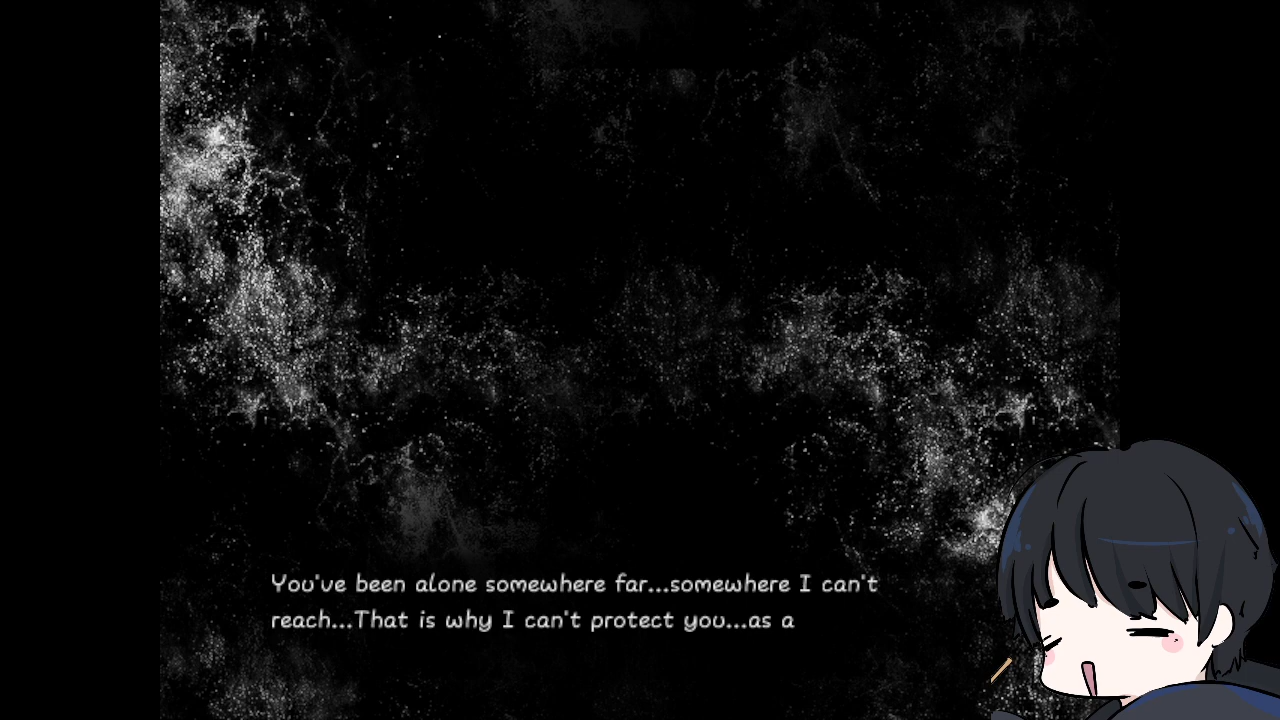 You've been alone somewhere far...somewhere I can't
reach...That is why I can't protect you...as a